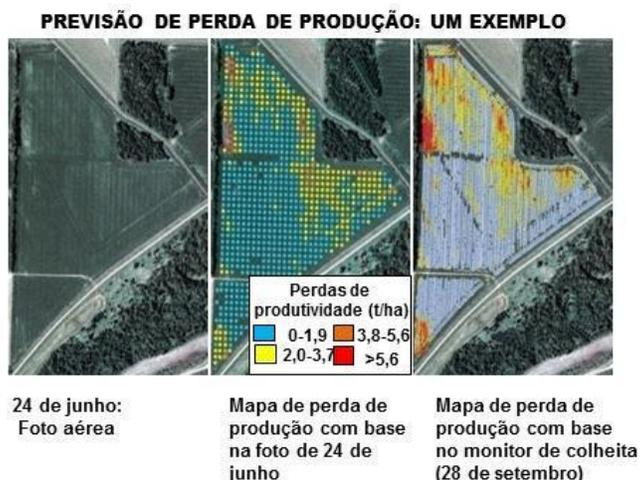 PREVISÃO DE PERDA DE PRODUÇÃO: UM EXEMPLO
Perdas de
produtividade (t/ha)
0-1,9
3,8-5,6
2,0-3,7
>5,6
24 de junho:
Foto aérea
Mapa de perda de
produção com base
na foto de 24 de
junho
Mapa de perda de
produção com base
no monitor de colheita
(28 de setembro)